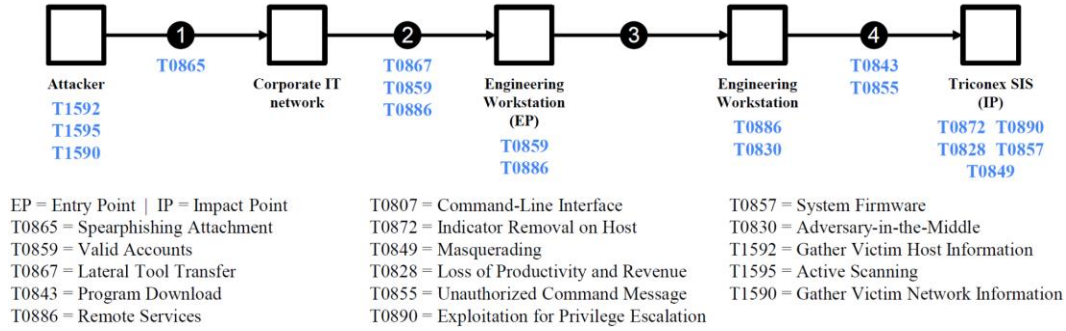 1
2
3
4
T0865
T0867
T0859
T0886
T0843
T0855
Attacker
T1592
T1595
T1590
Corporate IT
network
Engineering
Workstation
(EP)
T0859
T0886
Engineering
Workstation
T0886
T0830
Triconex SIS
(IP)
T0872 T0890
T0828 T0857
T0849
EP = Entry Point | IP = Impact Point
T0865 = Spearphishing Attachment
T0859 = Valid Accounts
T0867 = Lateral Tool Transfer
T0843 = Program Download
T0886 = Remote Services
T0807 = Command-Line Interface
T0872 = Indicator Removal on Host
T0849 = Masquerading
T0828 = Loss of Productivity and Revenue
T0855 = Unauthorized Command Message
T0890 = Exploitation for Privilege Escalation
T0857 = System Firmware
T0830 = Adversary-in-the-Middle
T1592 = Gather Victim Host Information
T1595 = Active Scanning
T1590 = Gather Victim Network Information